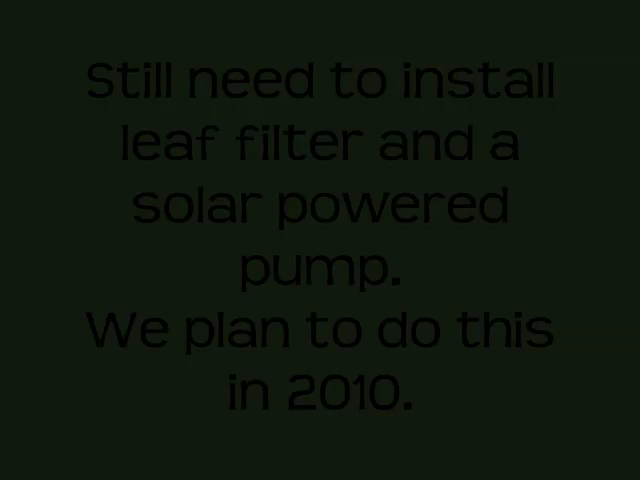 Still need to install
leaf filter and a
solar powered
pump.
We plan to do this
in 2010.